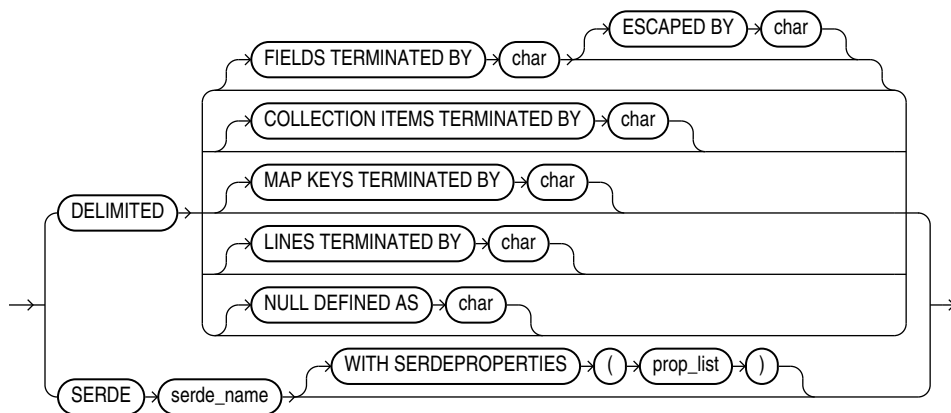 ESCAPED BY char
FIELDS TERMINATED BY char
COLLECTION ITEMS TERMINATED BY char
MAP KEYS TERMINATED BY char
DELIMITED
LINES TERMINATED BY char
NULL DEFINED AS char
WITH SERDEPROPERTIES ( prop_list )
SERDE serde_name